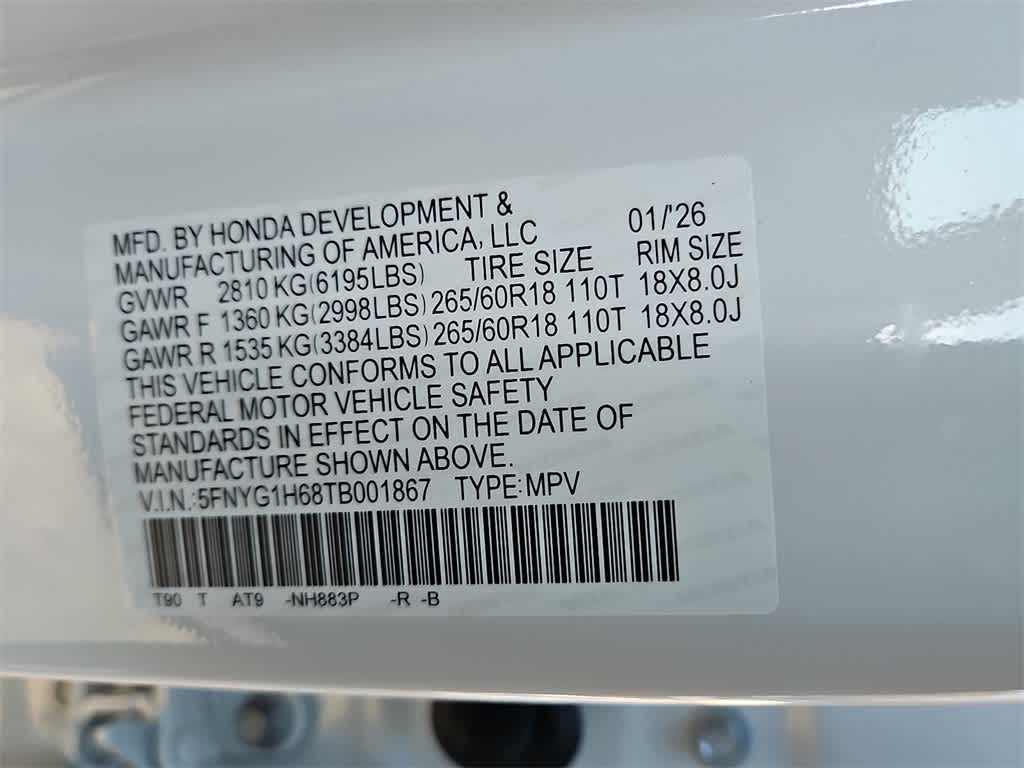 MFD. BY HONDA DEVELOPMENT &
MANUFACTURING OF AMERICA, LLC 01/'26
GVWR 2810 KG(6195LBS) TIRE SIZE RIM SIZE
GAWR F 1360 KG(2998LBS) 265/60R18 110T 18X8.0J
GAWR R 1535 KG(3384LBS) 265/60R18 110T 18X8.0J
THIS VEHICLE CONFORMS TO ALL APPLICABLE
FEDERAL MOTOR VEHICLE SAFETY
STANDARDS IN EFFECT ON THE DATE OF
MANUFACTURE SHOWN ABOVE.
V.I.N.:5FNYG1H68TB001867 TYPE:MPV
T90 T AT9 -NH883P -R -B